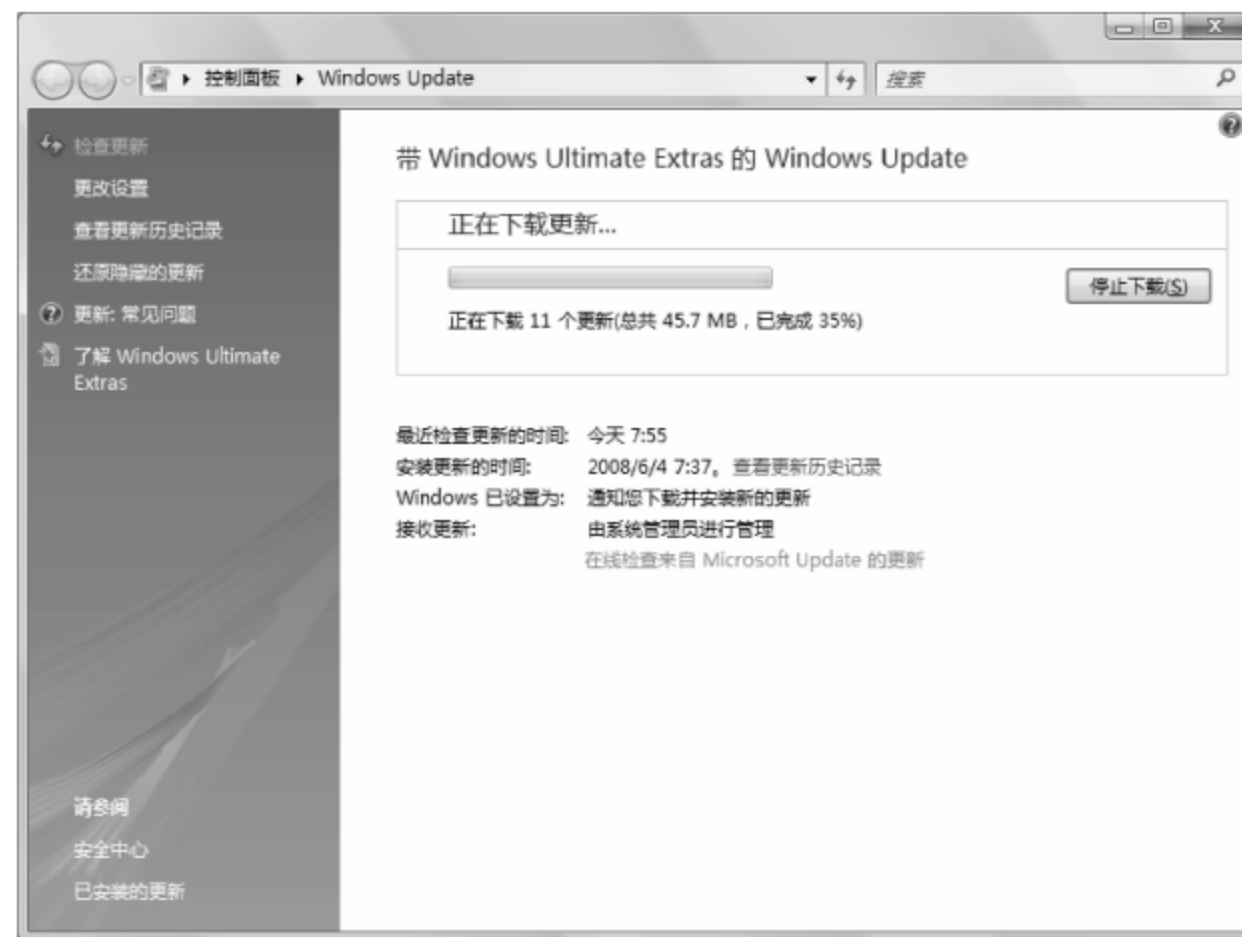 控制面板 Windows Update
搜索
检查更新
更改设置
查看更新历史记录
还原隐藏的更新
更新: 常见问题
了解 Windows Ultimate
Extras
请参阅
安全中心
已安装的更新
带 Windows Ultimate Extras 的 Windows Update
正在下载更新...
停止下载(S)
正在下载 11 个更新(总共 45.7 MB，已完成 35%)
最近检查更新的时间: 今天 7:55
安装更新的时间: 2008/6/4 7:37。查看更新历史记录
Windows 已设置为: 通知您下载并安装新的更新
接收更新: 由系统管理员进行管理
在线检查来自 Microsoft Update 的更新